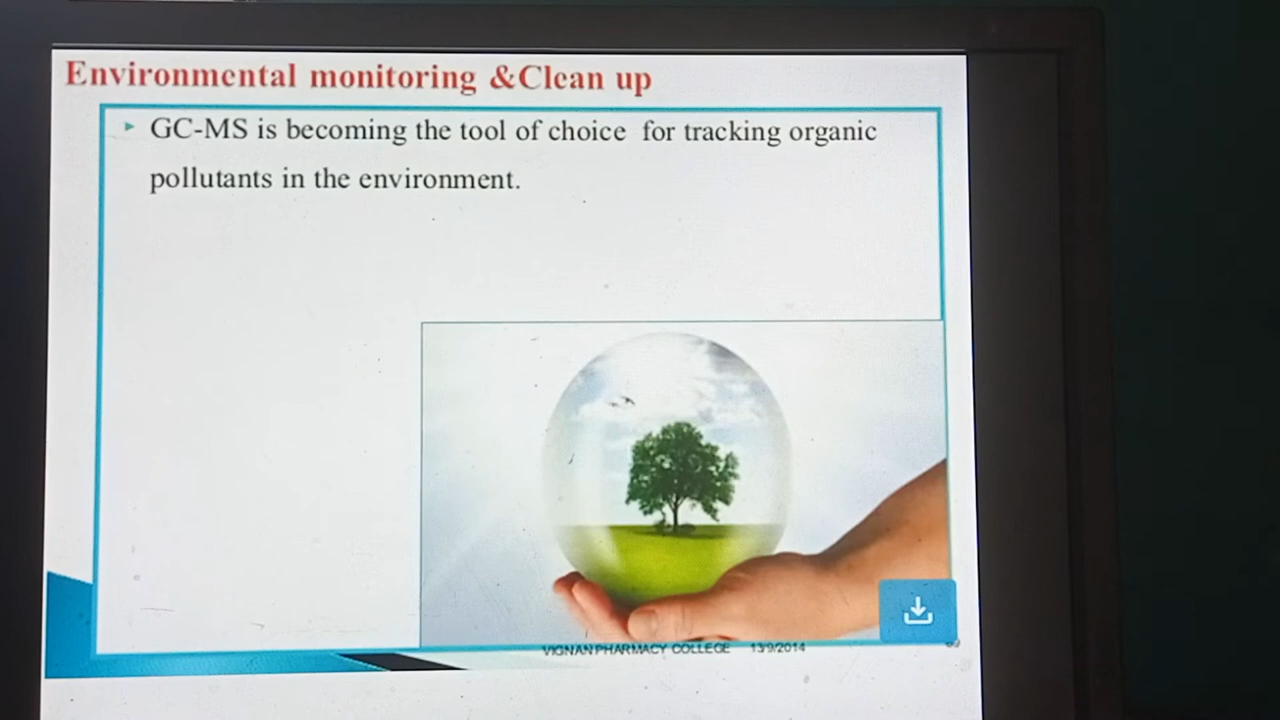 Environmental monitoring &Clean up
GC-MS is becoming the tool of choice for tracking organic
pollutants in the environment.
VIGNAN PHARMACY COLLEGE 13/9/2014